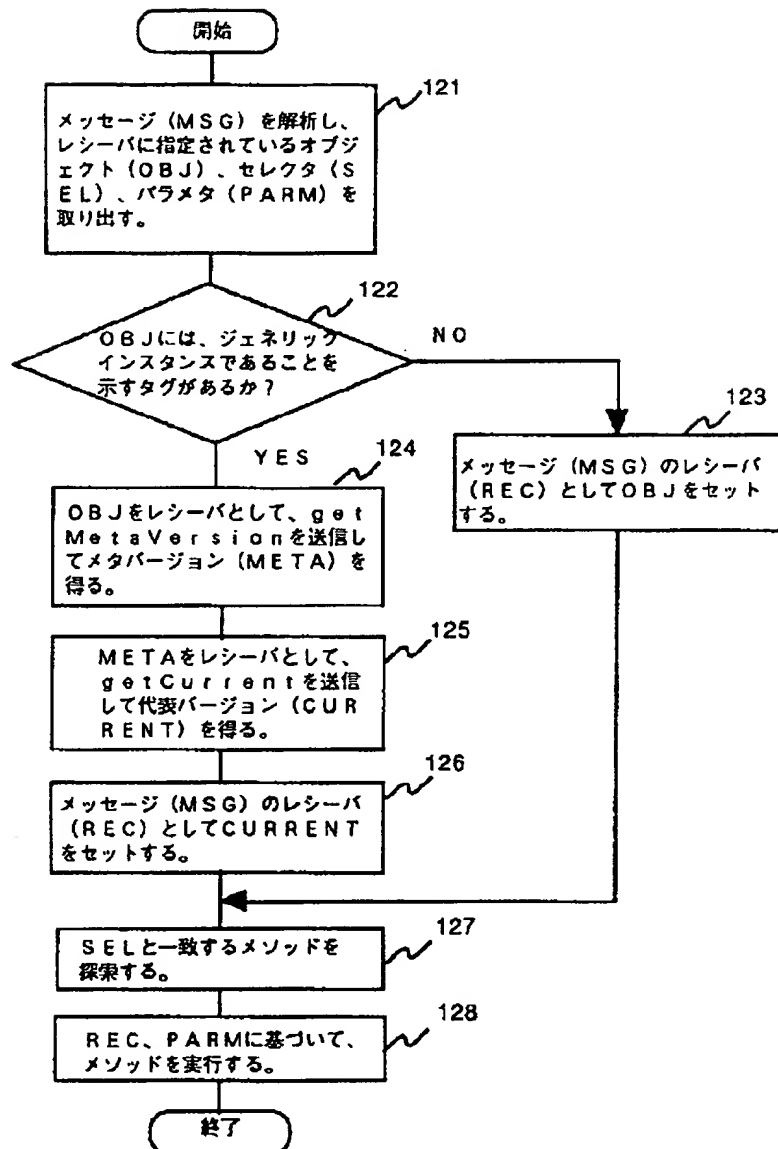 開始
121
メッセージ(MSG)を解析し、
レシーバに指定されているオブジ
ェクト(OBJ)、セレクタ(S
EL)、パラメタ(PARM)を
取り出す。
122
OBJには、ジェネリック
インスタンスであることを
示すタグがあるか?
NO
YES
123
メッセージ(MSG)のレシーバ
(REC)としてOBJをセット
する。
124
OBJをレシーバとして、get
MetaVersionを送信し
てメタバージョン(META)を
得る。
125
METAをレシーバとして、
getCurrentを送信
して代表バージョン(CUR
RENT)を得る。
126
メッセージ(MSG)のレシーバ
(REC)としてCURRENT
をセットする。
127
SELと一致するメソッドを
探索する。
128
REC、PARMに基づいて、
メソッドを実行する。
終了